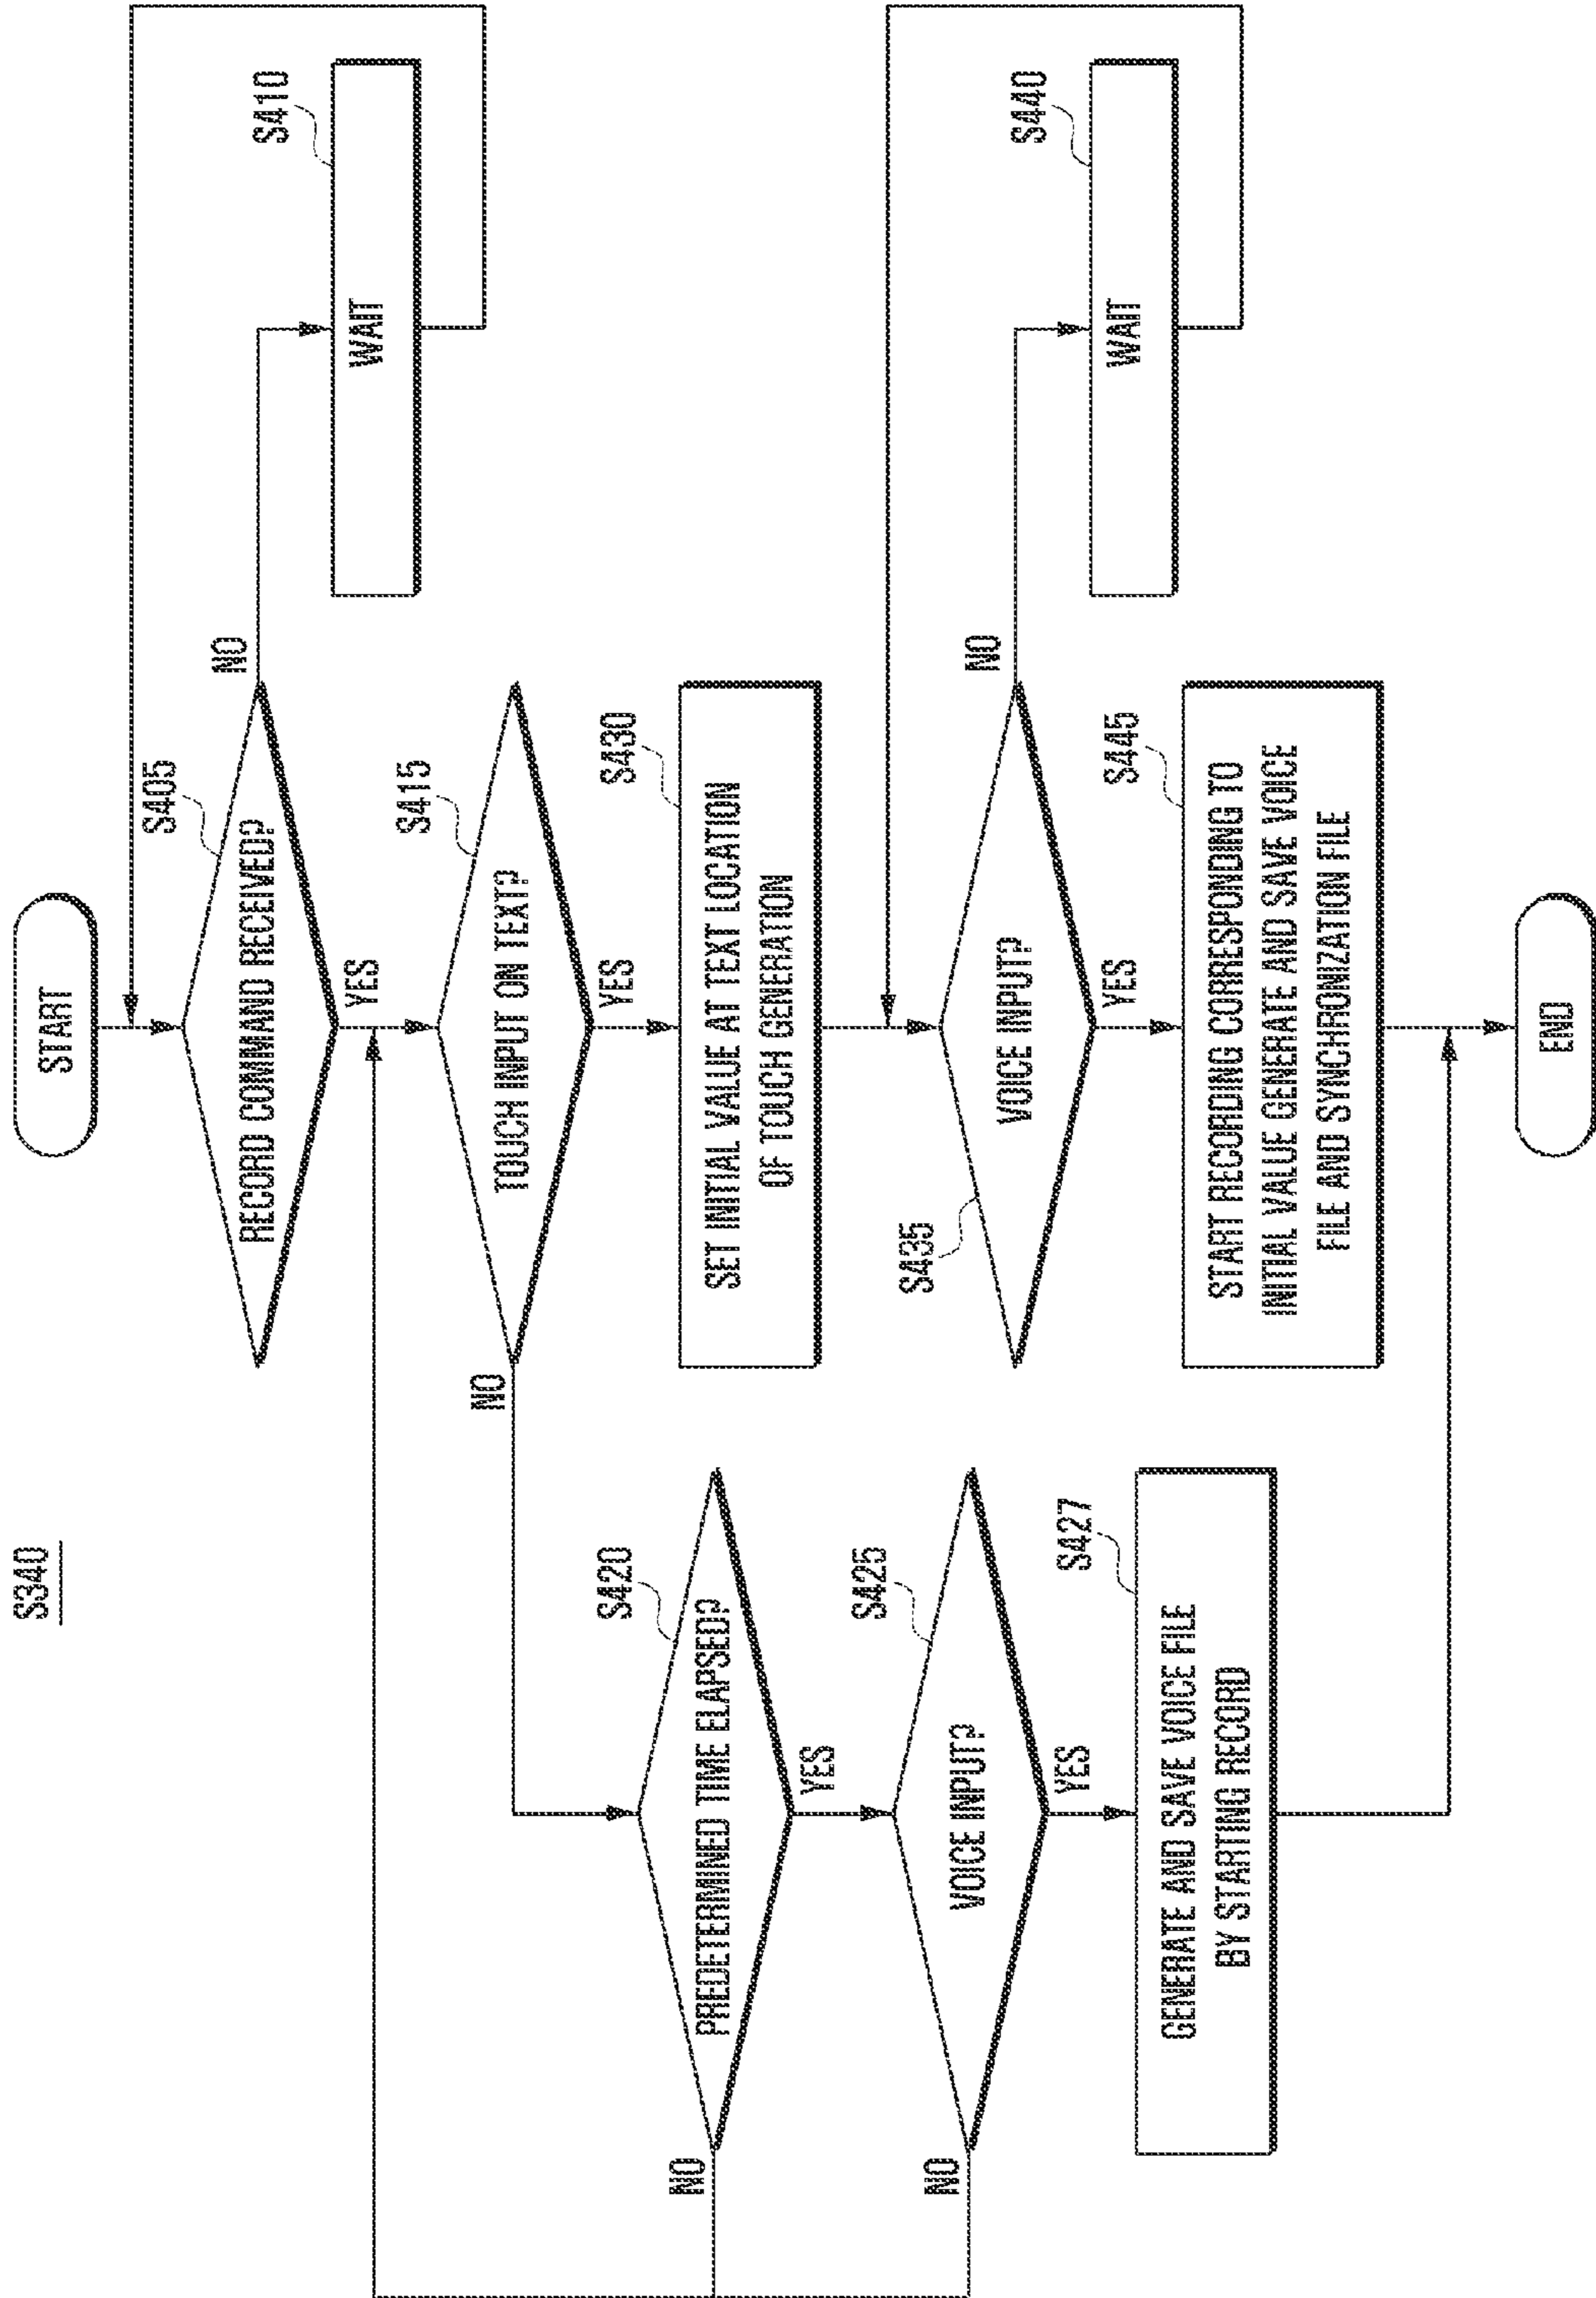 S340
START
S405
RECORD COMMAND RECEIVED?
NO
S410
WAIT
YES
S415
TOUCH INPUT ON TEXT?
NO
YES
S420
PREDETERMINED TIME ELAPSED?
NO
YES
S430
SET INITIAL VALUE AT TEXT LOCATION
OF TOUCH GENERATION
S425
VOICE INPUT?
NO
YES
S435
VOICE INPUT?
NO
S440
WAIT
YES
S427
GENERATE AND SAVE VOICE FILE
BY STARTING RECORD
S445
START RECORDING CORRESPONDING TO
INITIAL VALUE GENERATE AND SAVE VOICE
FILE AND SYNCHRONIZATION FILE
END